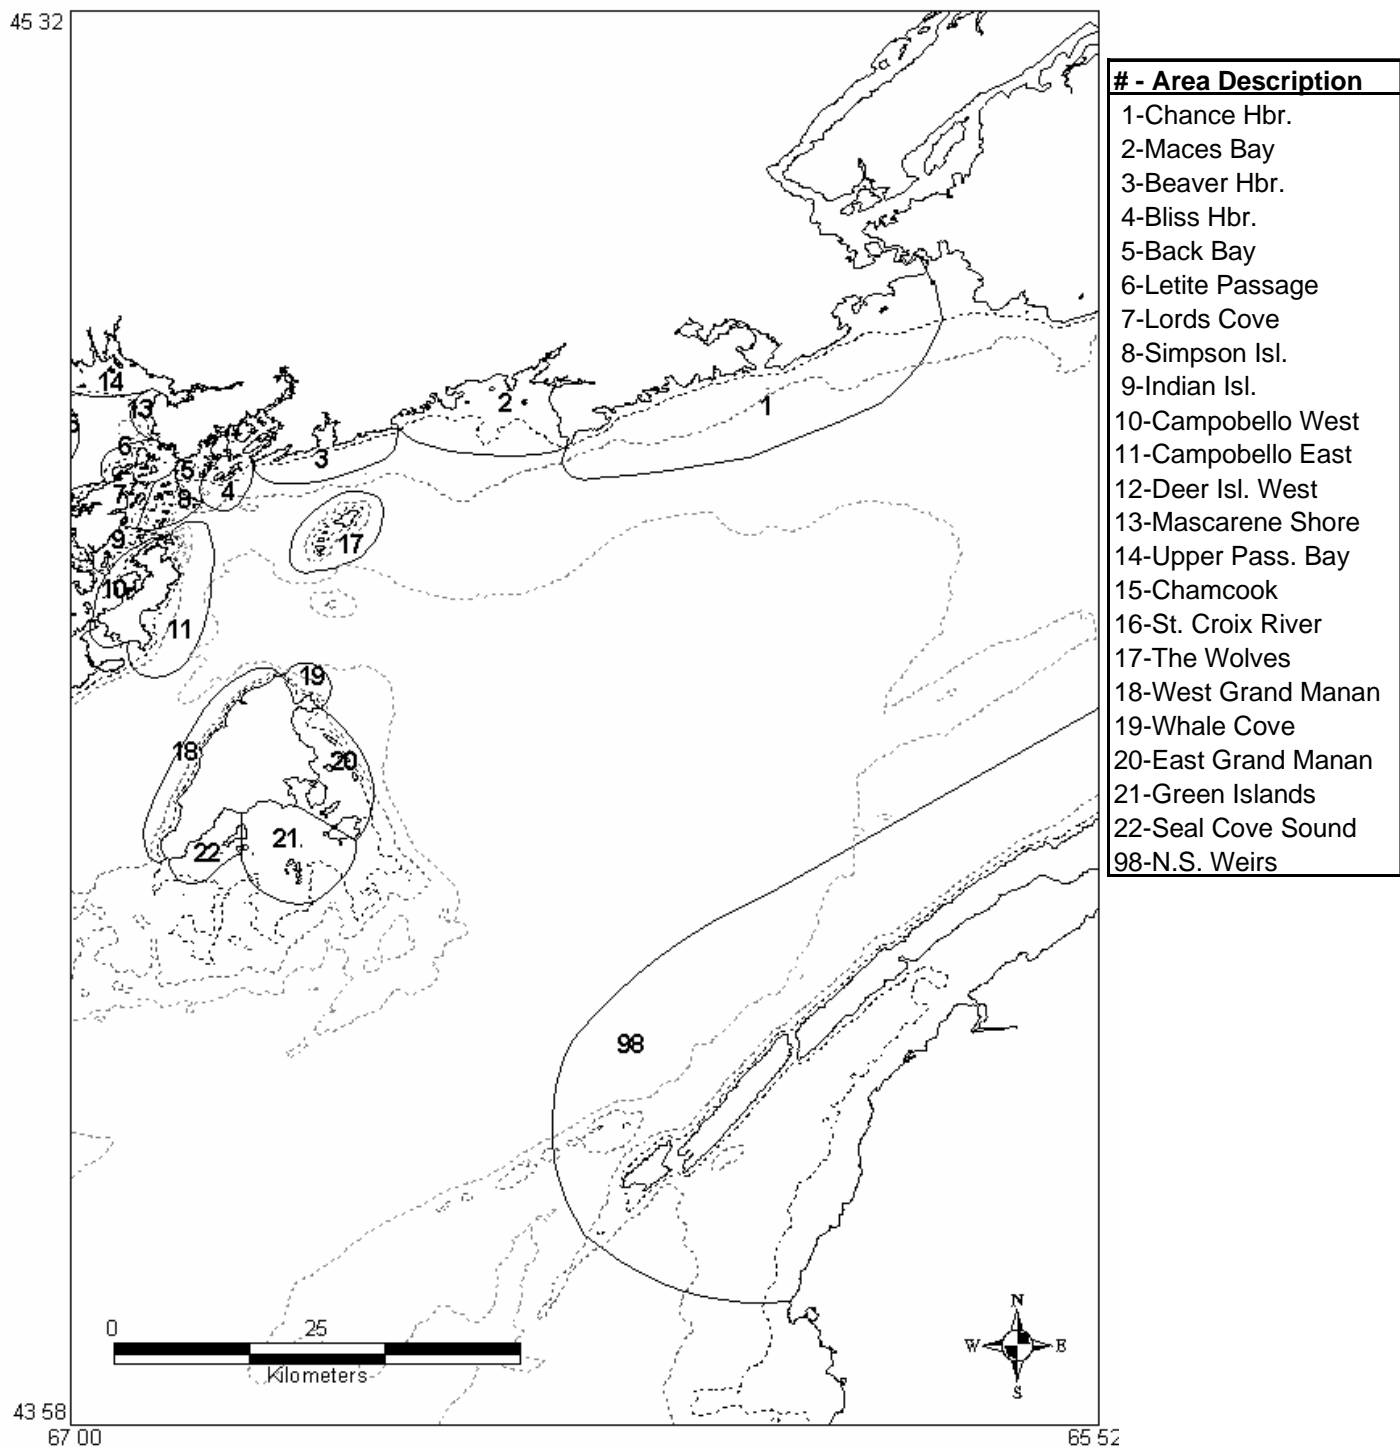 45 32
# - Area Description
1-Chance Hbr.
2-Maces Bay
3-Beaver Hbr.
4-Bliss Hbr.
5-Back Bay
6-Letite Passage
7-Lords Cove
8-Simpson Isl.
9-Indian Isl.
10-Campobello West
11-Campobello East
12-Deer Isl. West
13-Mascarene Shore
14-Upper Pass. Bay
15-Chamcook
16-St. Croix River
17-The Wolves
18-West Grand Manan
19-Whale Cove
20-East Grand Manan
21-Green Islands
22-Seal Cove Sound
98-N.S. Weirs
14
13
2
1
6
3
5
4
7
8
17
9
10
11
19
18
20
21
22
98
N
W E
S
0 25
Kilometers
43 58
67 00
65 52